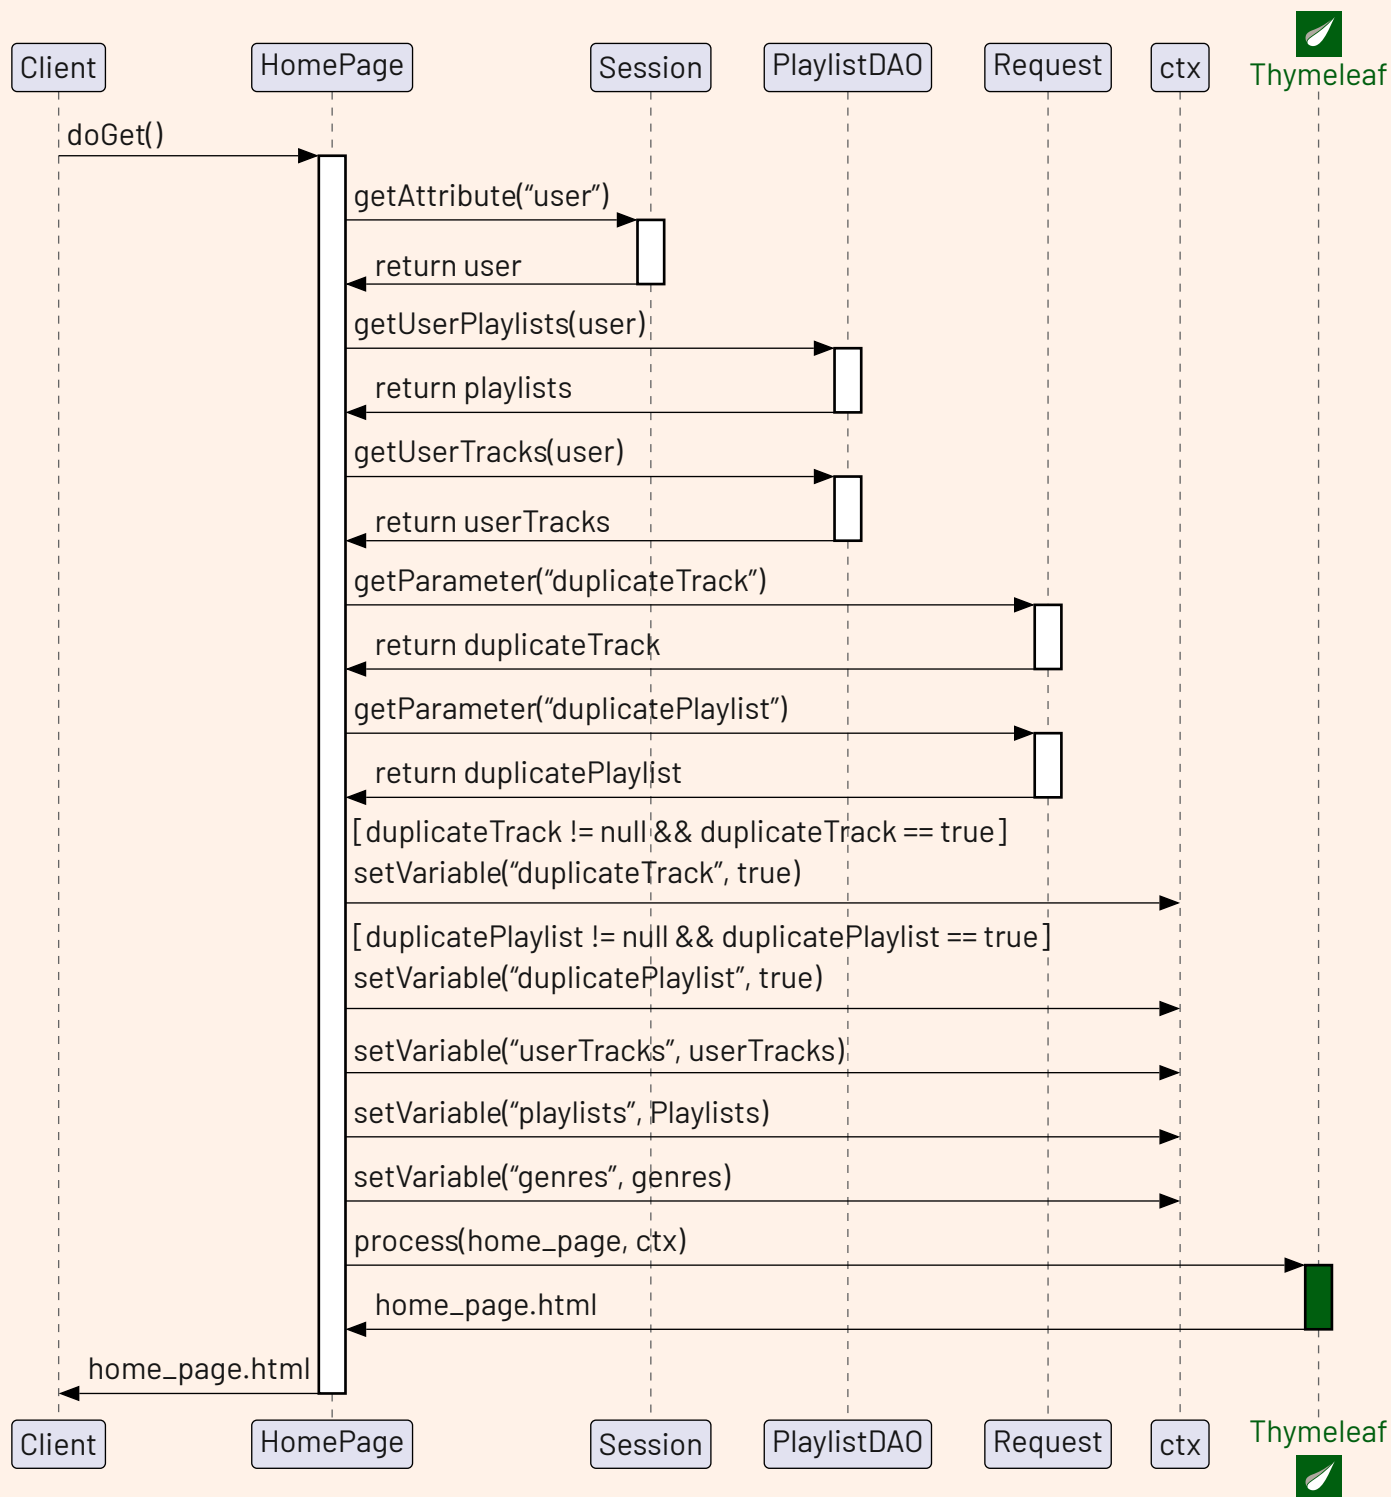 Client
HomePage
Session
PlaylistDAO
Request
ctx
Thymeleaf
doGet()
getAttribute(“user”)
return user
getUserPlaylists(user)
return playlists
getUserTracks(user)
return userTracks
getParameter(“duplicateTrack”)
return duplicateTrack
getParameter(“duplicatePlaylist”)
return duplicatePlaylist
[duplicateTrack != null && duplicateTrack == true]
setVariable(“duplicateTrack”, true)
[duplicatePlaylist != null && duplicatePlaylist == true]
setVariable(“duplicatePlaylist”, true)
setVariable(“userTracks”, userTracks)
setVariable(“playlists”, Playlists)
setVariable(“genres”, genres)
process(home_page, ctx)
home_page.html
home_page.html
Client
HomePage
Session
PlaylistDAO
Request
ctx
Thymeleaf